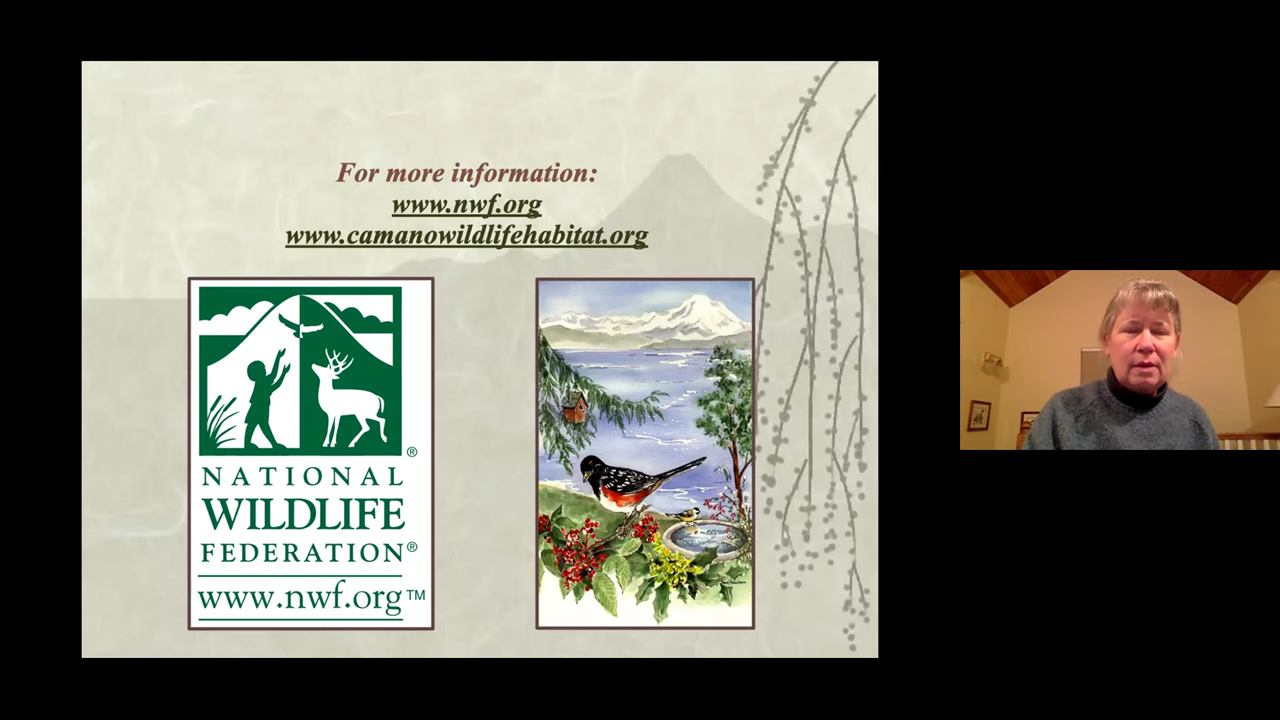 For more information:
www.nwf.org
www.camanowildlifehabitat.org
®
NATIONAL
WILDLIFE
FEDERATION®
www.nwf.org™